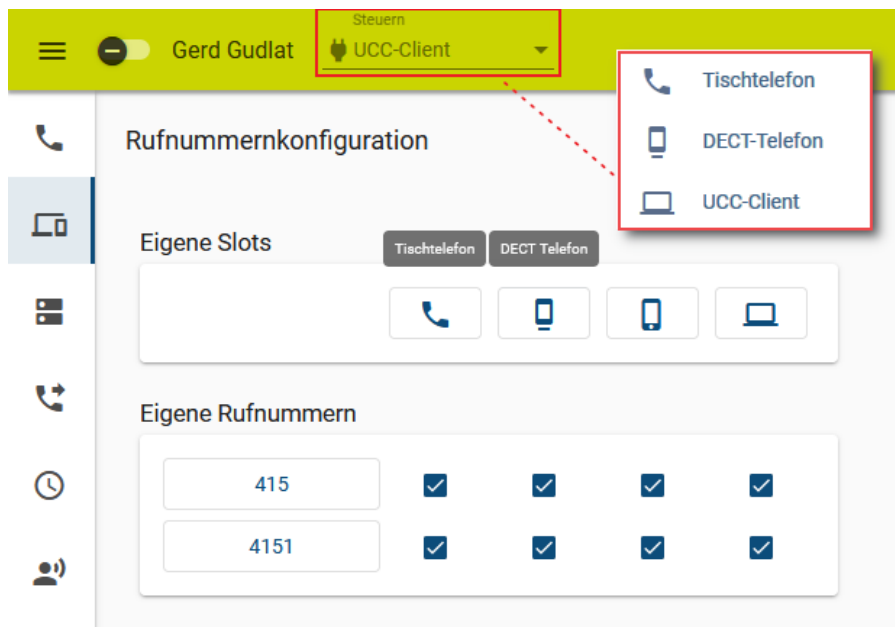 Steuern
Gerd Gudlat
UCC-Client
Tischtelefon
DECT-Telefon
UCC-Client
Rufnummernkonfiguration
Eigene Slots
Tischtelefon
DECT Telefon
Eigene Rufnummern
415
4151